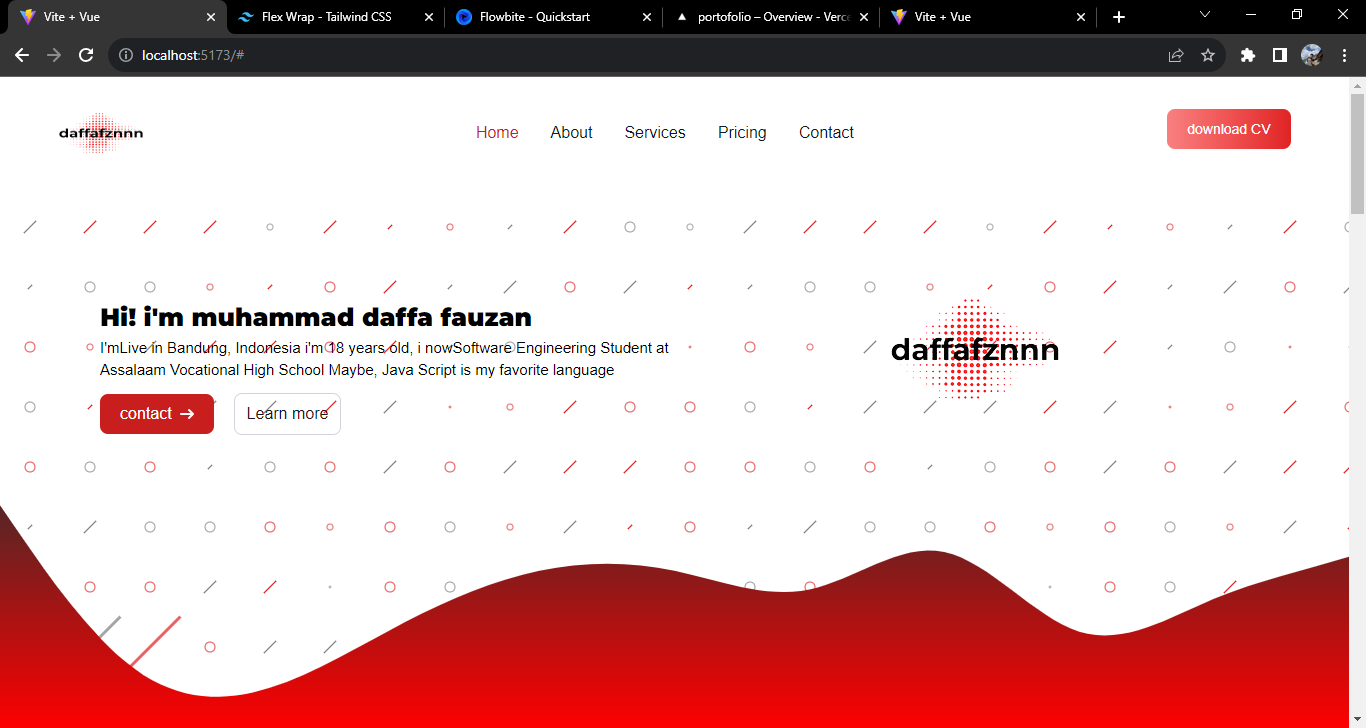 Vite + Vue
Flex Wrap - Tailwind CSS
Flowbite - Quickstart
portofolio – Overview - Verce
Vite + Vue
localhost:5173/#
daffafznnn
Home About Services Pricing Contact
download CV
Hi! i'm muhammad daffa fauzan
I'mLive in Bandung, Indonesia i'm 18 years old, i nowSoftware Engineering Student at
Assalaam Vocational High School Maybe, Java Script is my favorite language
daffafznnn
contact → Learn more